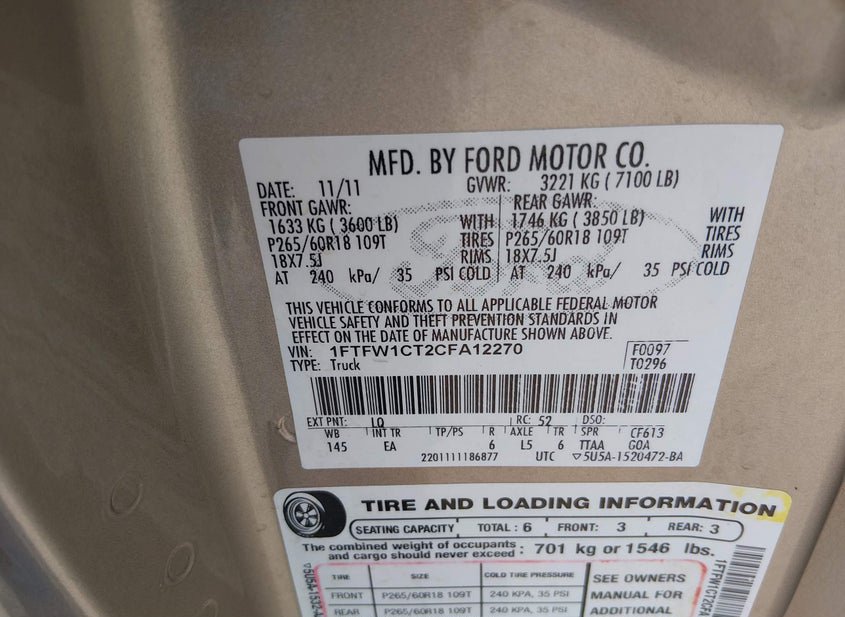 MFD. BY FORD MOTOR CO.
DATE: 11/11 GVWR: 3221 KG ( 7100 LB)
FRONT GAWR: REAR GAWR:
1633 KG ( 3600 LB) WITH 1746 KG ( 3850 LB) WITH
P265/60R18 109T TIRES P265/60R18 109T TIRES
18X7.5J RIMS 18X7.5J RIMS
AT 240 kPa/ 35 PSI COLD AT 240 kPa/ 35 PSI COLD
Ford
THIS VEHICLE CONFORMS TO ALL APPLICABLE FEDERAL MOTOR
VEHICLE SAFETY AND THEFT PREVENTION STANDARDS IN
EFFECT ON THE DATE OF MANUFACTURE SHOWN ABOVE.
VIN: 1FTFW1CT2CFA12270 F0097
TYPE: Truck T0296
EXT PNT: LQ RC: 52 DSO:
WB INT TR TP/PS R AXLE TR SPR CF613
145 EA 6 L5 6 TTAA GOA
2201111186877 UTC ▽5U5A-1520472-BA
TIRE AND LOADING INFORMATION
SEATING CAPACITY TOTAL : 6 FRONT: 3 REAR: 3
The combined weight of occupants
and cargo should never exceed : 701 kg or 1546 lbs.
TIRE SIZE COLD TIRE PRESSURE SEE OWNERS
FRONT P265/60R18 109T 240 KPA, 35 PSI MANUAL FOR
REAR P265/60R18 109T 240 KPA, 35 PSI ADDITIONAL